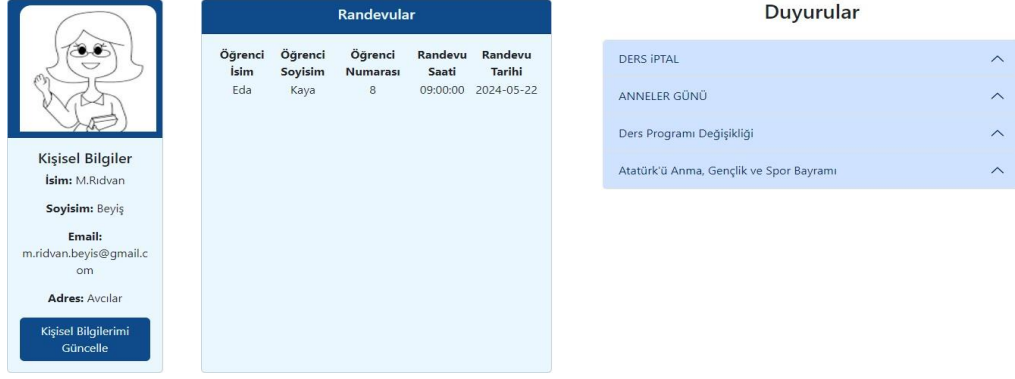 Kişisel Bilgiler
İsim: M.Rıdvan
Soyisim: Beyiş
Email:
m.ridvan.beyis@gmail.c
om
Adres: Avcılar
Kişisel Bilgilerimi
Güncelle
Randevular
Öğrenci Öğrenci Öğrenci Randevu Randevu
İsim Soyisim Numarası Saati Tarihi
Eda Kaya 8 09:00:00 2024-05-22
Duyurular
DERS iPTAL
ANNELER GÜNÜ
Ders Programı Değişikliği
Atatürk'ü Anma, Gençlik ve Spor Bayramı